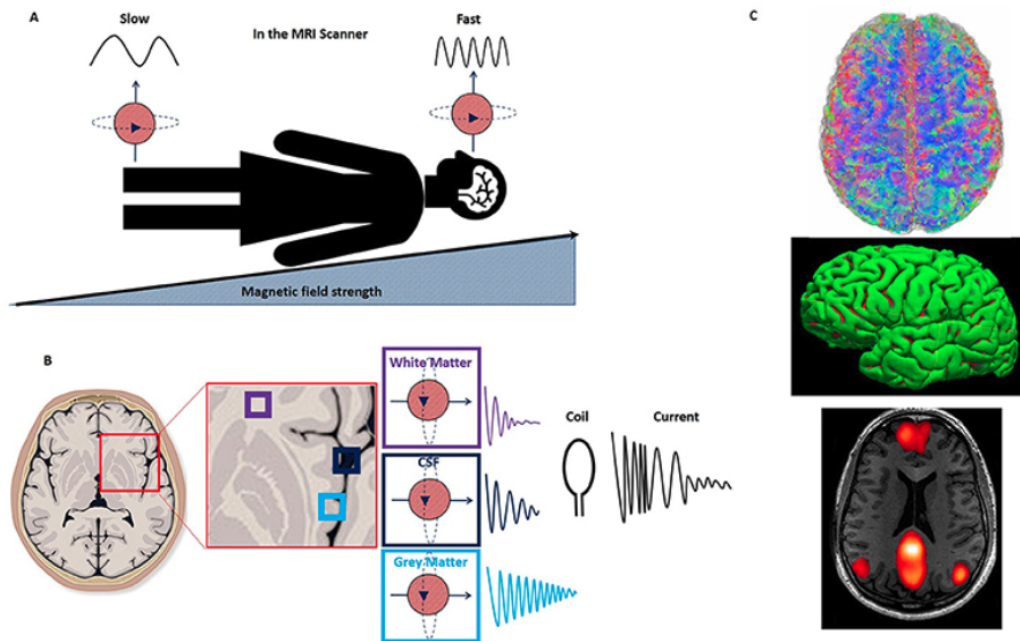 A
Slow
In the MRI Scanner
Fast
Magnetic field strength
B
White Matter
CSF
Grey Matter
Coil
Current
C